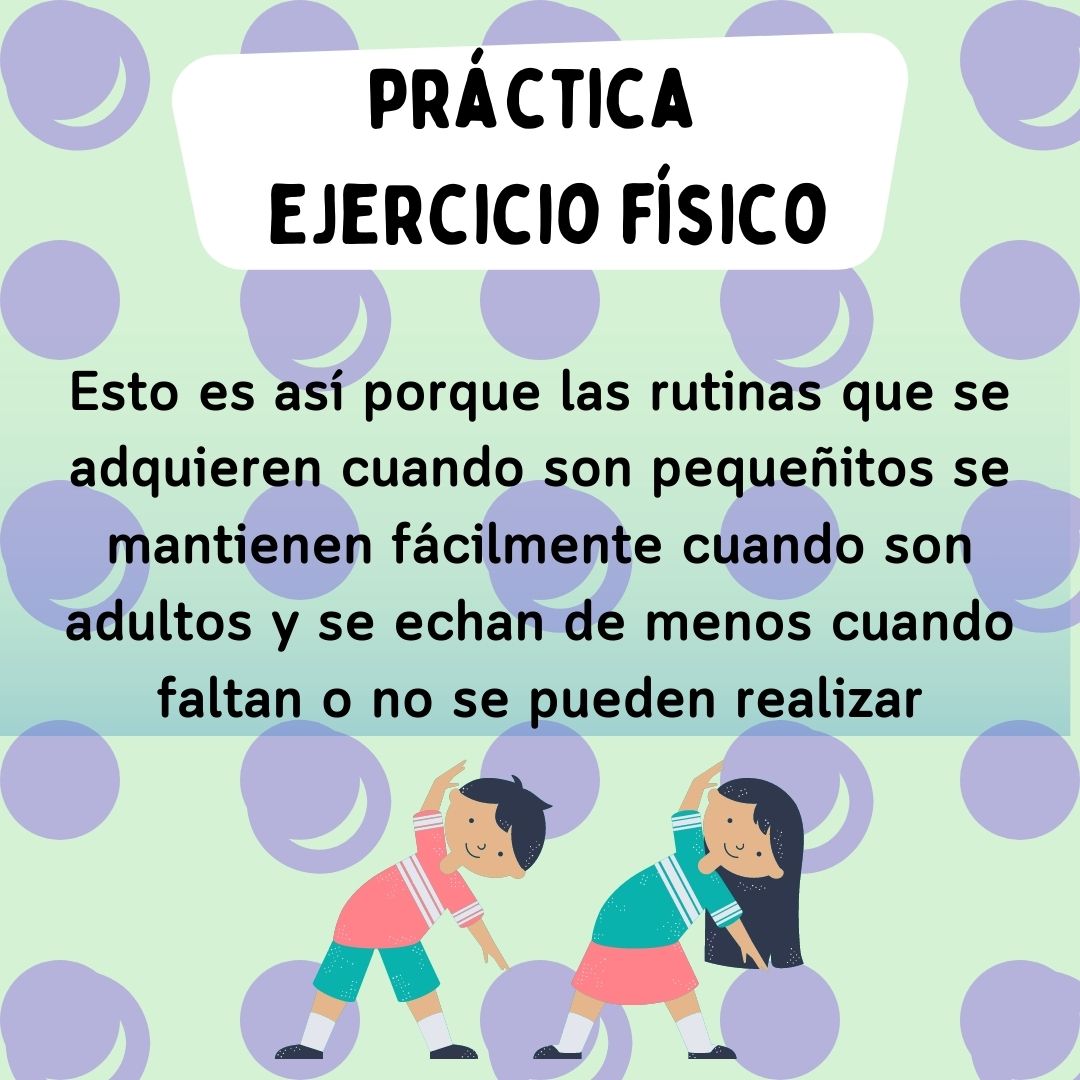 PRÁCTICA
EJERCICIO FÍSICO
Esto es así porque las rutinas que se
adquieren cuando son pequeñitos se
mantienen fácilmente cuando son
adultos y se echan de menos cuando
faltan o no se pueden realizar